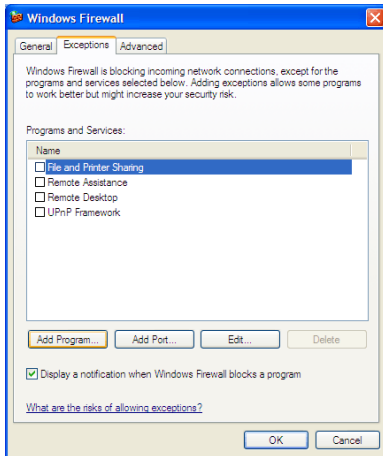 Windows Firewall
General Exceptions Advanced
Windows Firewall is blocking incoming network connections, except for the
programs and services selected below. Adding exceptions allows some programs
to work better but might increase your security risk.
Programs and Services:
Name
File and Printer Sharing
Remote Assistance
Remote Desktop
UPnP Framework
Add Program... Add Port... Edit... Delete
Display a notification when Windows Firewall blocks a program
What are the risks of allowing exceptions?
OK Cancel